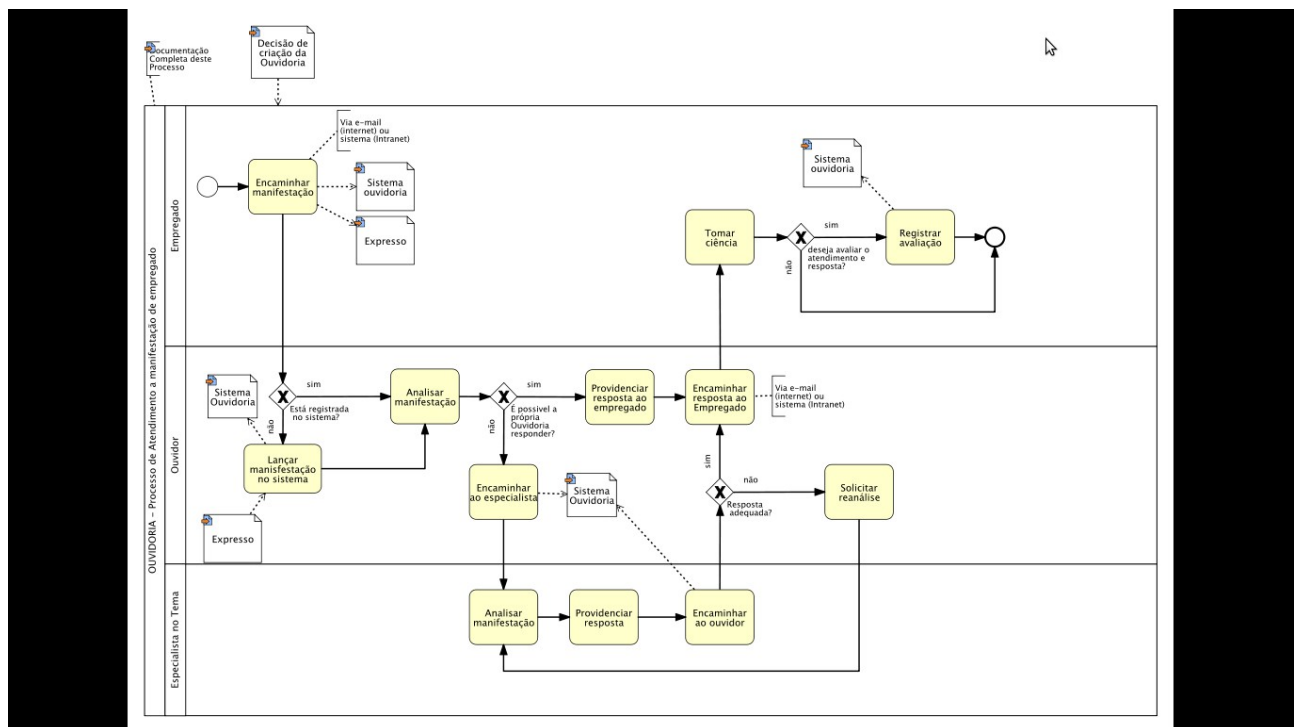 Documentação
Completa deste
Processo
Decisão de
criação da
Ouvidoria
OUVIDORIA - Processo de Atendimento a manifestação de empregado
Empregado
Via e-mail
(internet) ou
sistema (Intranet)
Encaminhar
manifestação
Sistema
ouvidoria
Expresso
Tomar
ciência
sim
não
deseja avaliar o
atendimento e
resposta?
Sistema
ouvidoria
Registrar
avaliação
Ouvidor
Sistema
Ouvidoria
sim
Está registrada
no sistema?
não
Lançar
manisfestação
no sistema
Expresso
Analisar
manifestação
sim
É possivel a
própria
Ouvidoria
responder?
não
Providenciar
resposta ao
empregado
Encaminhar
resposta ao
Empregado
Via e-mail
(internet) ou
sistema (Intranet)
Encaminhar
ao especialista
Sistema
Ouvidoria
sim
não
Resposta
adequada?
Solicitar
reanálise
Especialista no Tema
Analisar
manifestação
Providenciar
resposta
Encaminhar
ao ouvidor